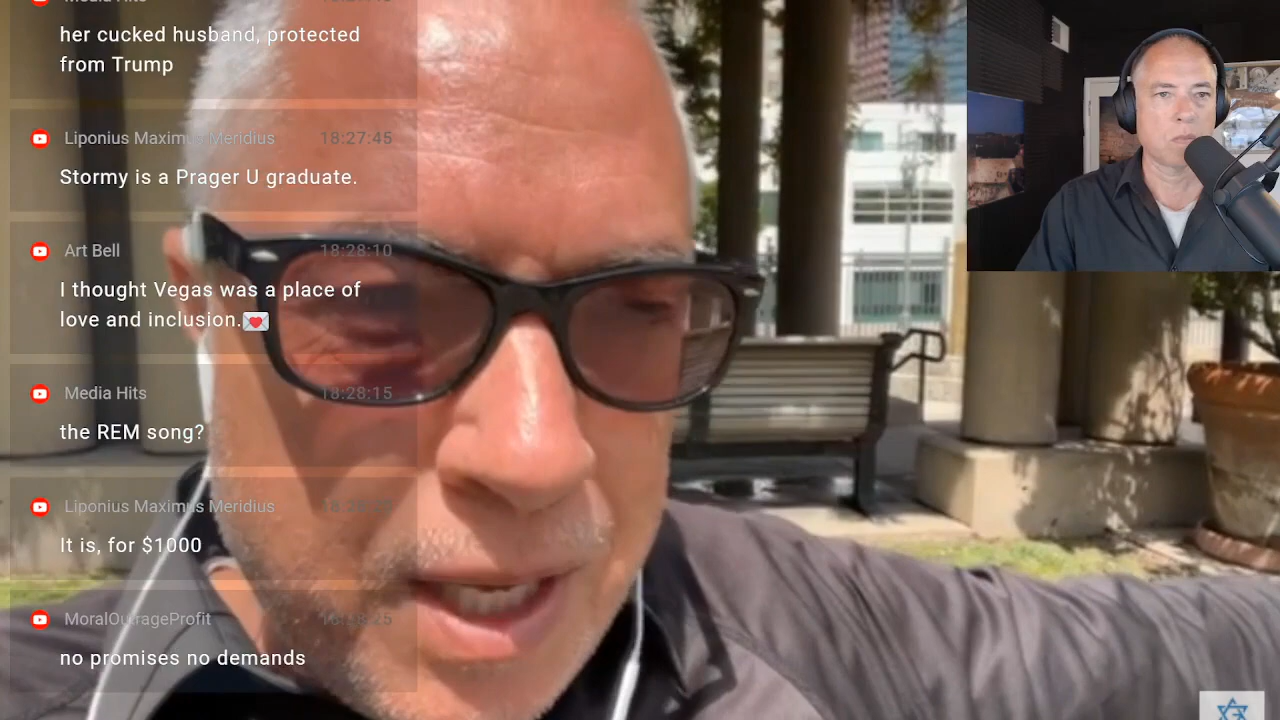 Media Hits
her cucked husband, protected
from Trump
Liponius Maximus Meridius 18:27:45
Stormy is a Prager U graduate.
Art Bell 18:28:10
I thought Vegas was a place of
love and inclusion.💌
Media Hits 18:28:15
the REM song?
Liponius Maximus Meridius
It is, for $1000
MoralOutrageProfit
no promises no demands